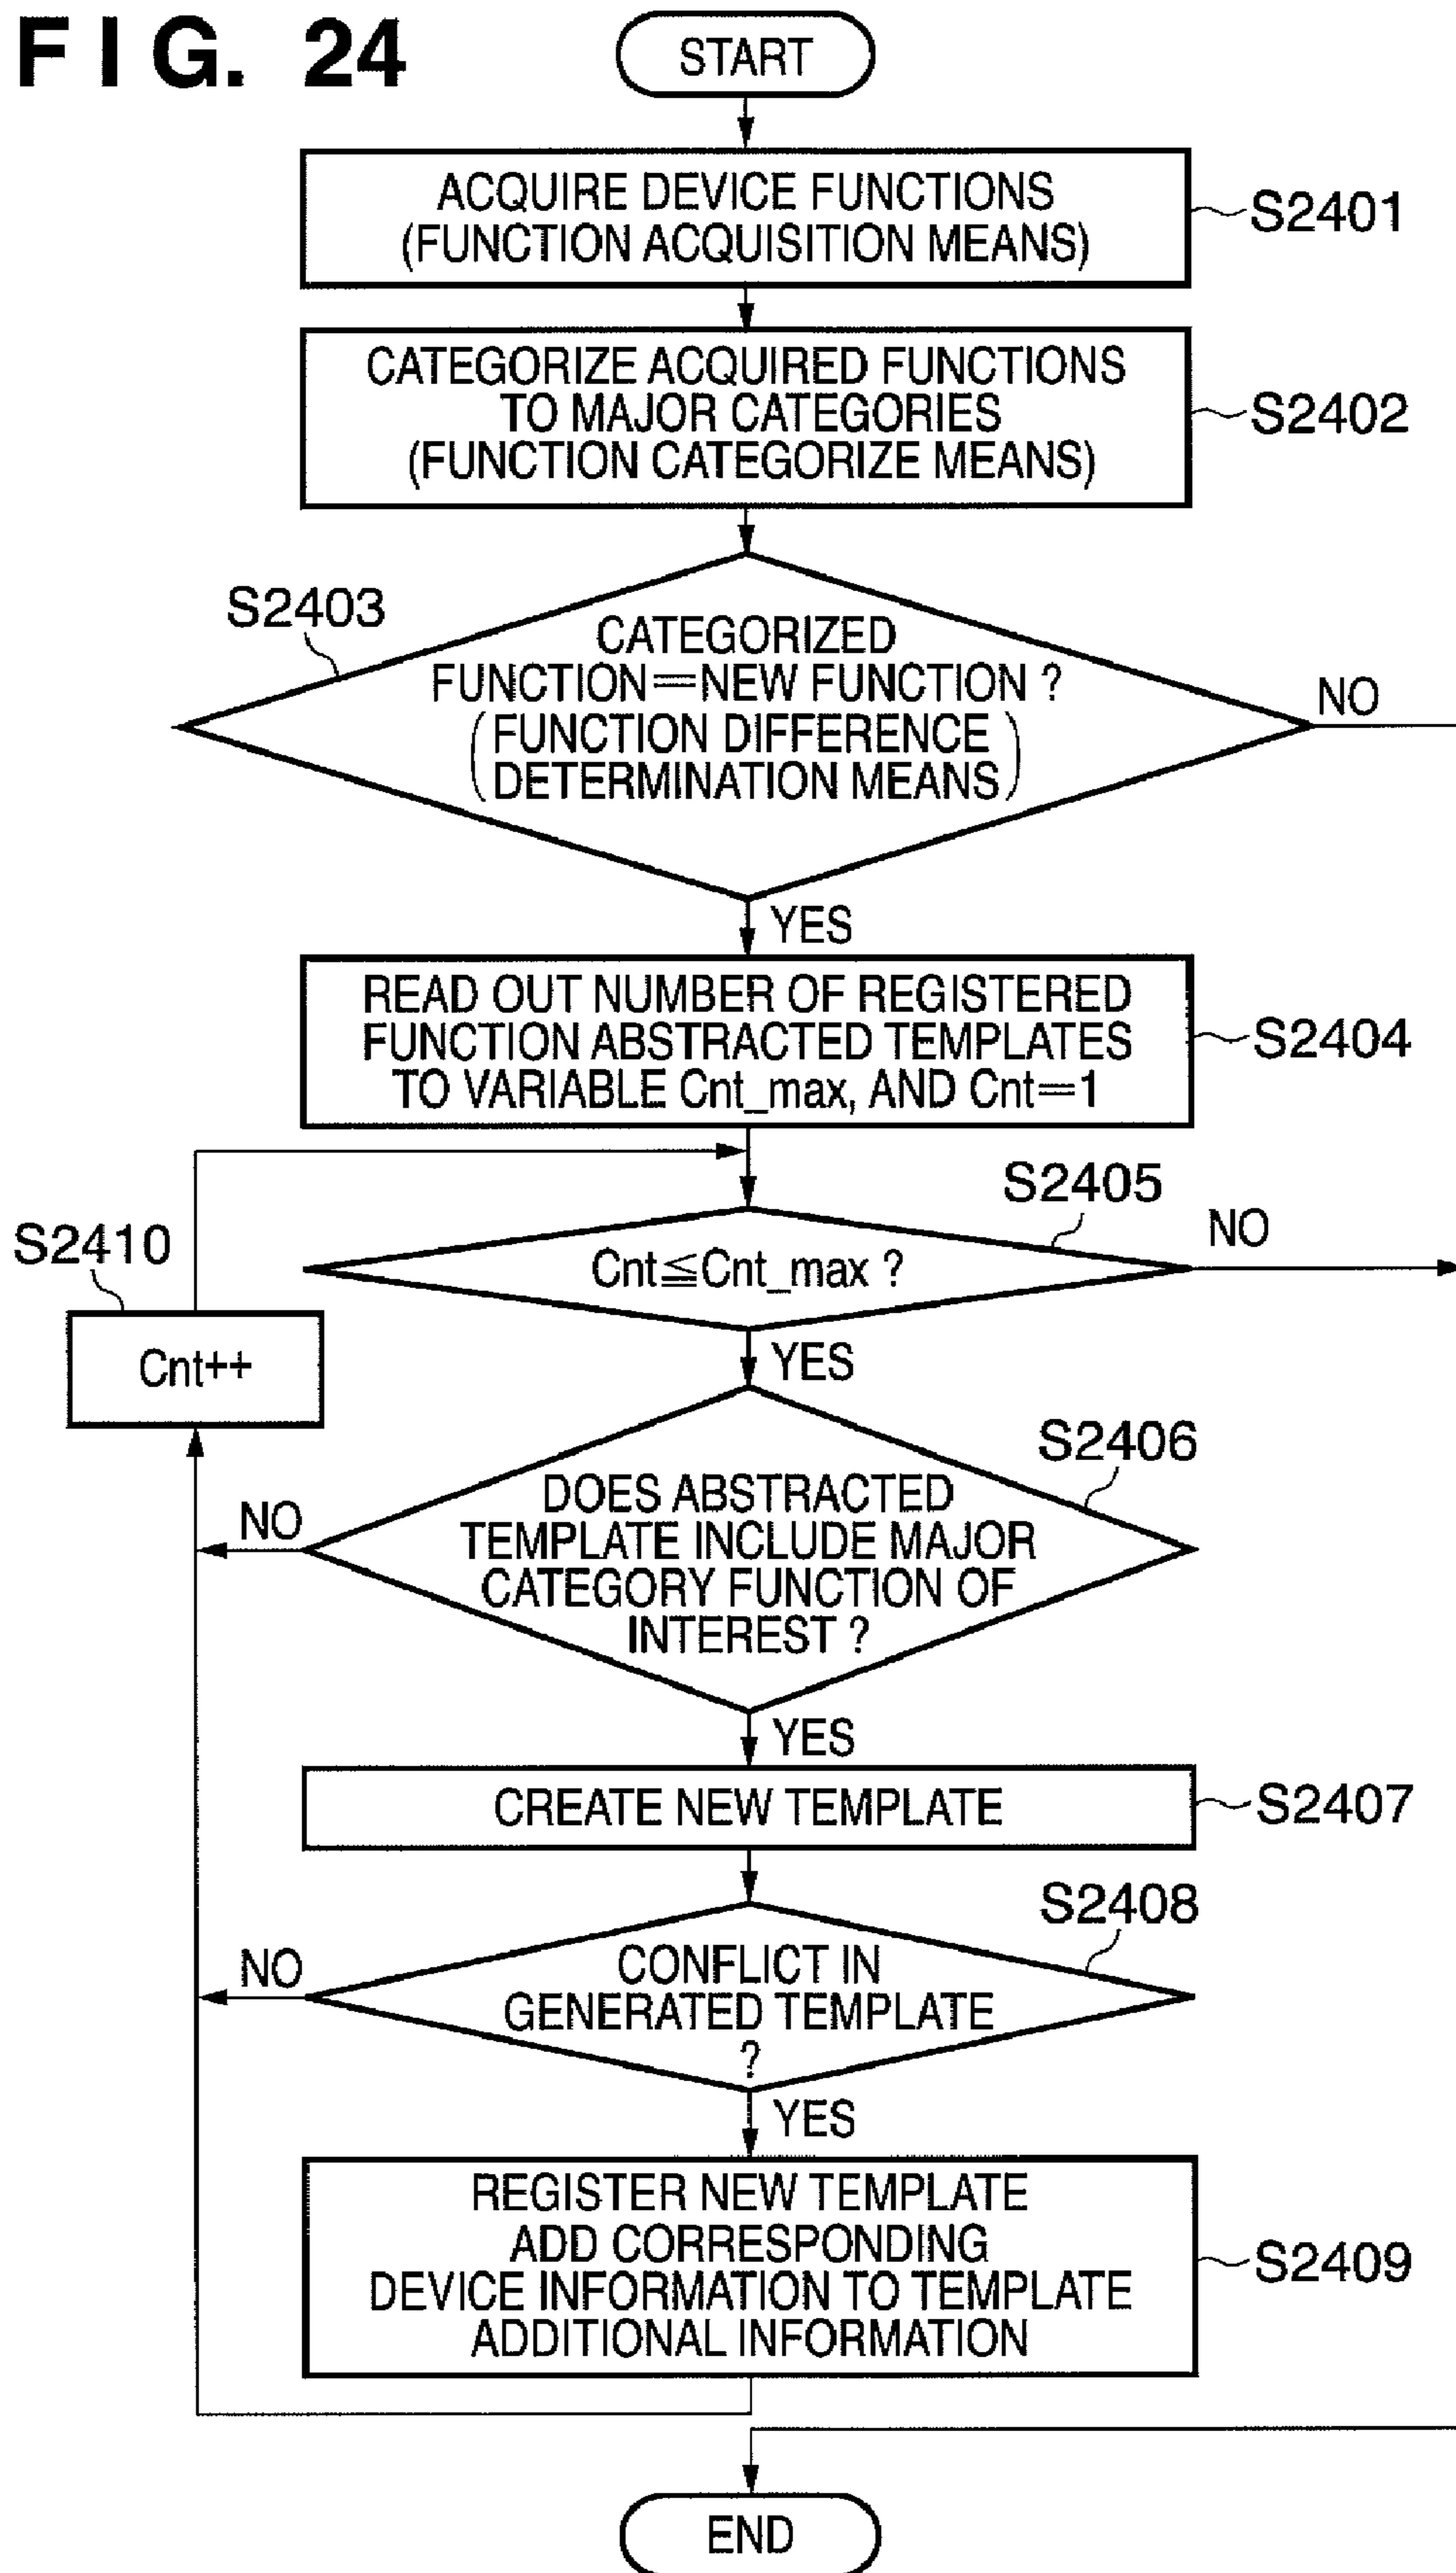 FIG. 24
START
ACQUIRE DEVICE FUNCTIONS
(FUNCTION ACQUISITION MEANS)
S2401
CATEGORIZE ACQUIRED FUNCTIONS
TO MAJOR CATEGORIES
(FUNCTION CATEGORIZE MEANS)
S2402
S2403
CATEGORIZED
FUNCTION=NEW FUNCTION ?
(FUNCTION DIFFERENCE
DETERMINATION MEANS)
NO
YES
READ OUT NUMBER OF REGISTERED
FUNCTION ABSTRACTED TEMPLATES
TO VARIABLE Cnt_max, AND Cnt=1
S2404
S2405
Cnt≦Cnt_max ?
NO
S2410
Cnt++
YES
S2406
DOES ABSTRACTED
TEMPLATE INCLUDE MAJOR
CATEGORY FUNCTION OF
INTEREST ?
NO
YES
CREATE NEW TEMPLATE
S2407
S2408
CONFLICT IN
GENERATED TEMPLATE
?
NO
YES
REGISTER NEW TEMPLATE
ADD CORRESPONDING
DEVICE INFORMATION TO TEMPLATE
ADDITIONAL INFORMATION
S2409
END